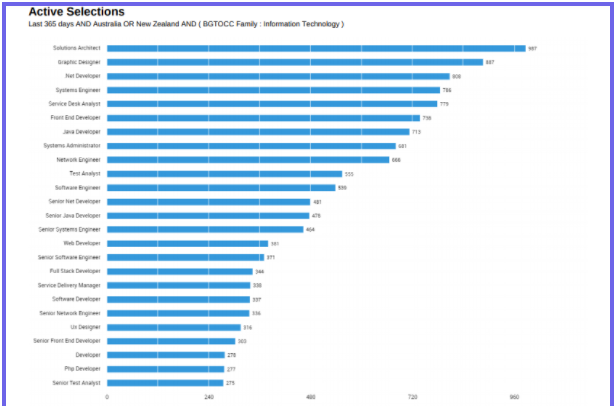 Active Selections
Last 365 days AND Australia OR New Zealand AND ( BGTOCC Family : Information Technology )
Solutions Architect 987
Graphic Designer 887
Net Developer 808
Systems Engineer 786
Service Desk Analyst 779
Front End Developer 738
Java Developer 713
Systems Administrator 681
Network Engineer 666
Test Analyst 555
Software Engineer 539
Senior Net Developer 481
Senior Java Developer 478
Senior Systems Engineer 464
Web Developer 381
Senior Software Engineer 371
Full Stack Developer 344
Service Delivery Manager 338
Software Developer 337
Senior Network Engineer 336
Ux Designer 316
Senior Front End Developer 303
Developer 278
Php Developer 277
Senior Test Analyst 275
0 240 480 720 960